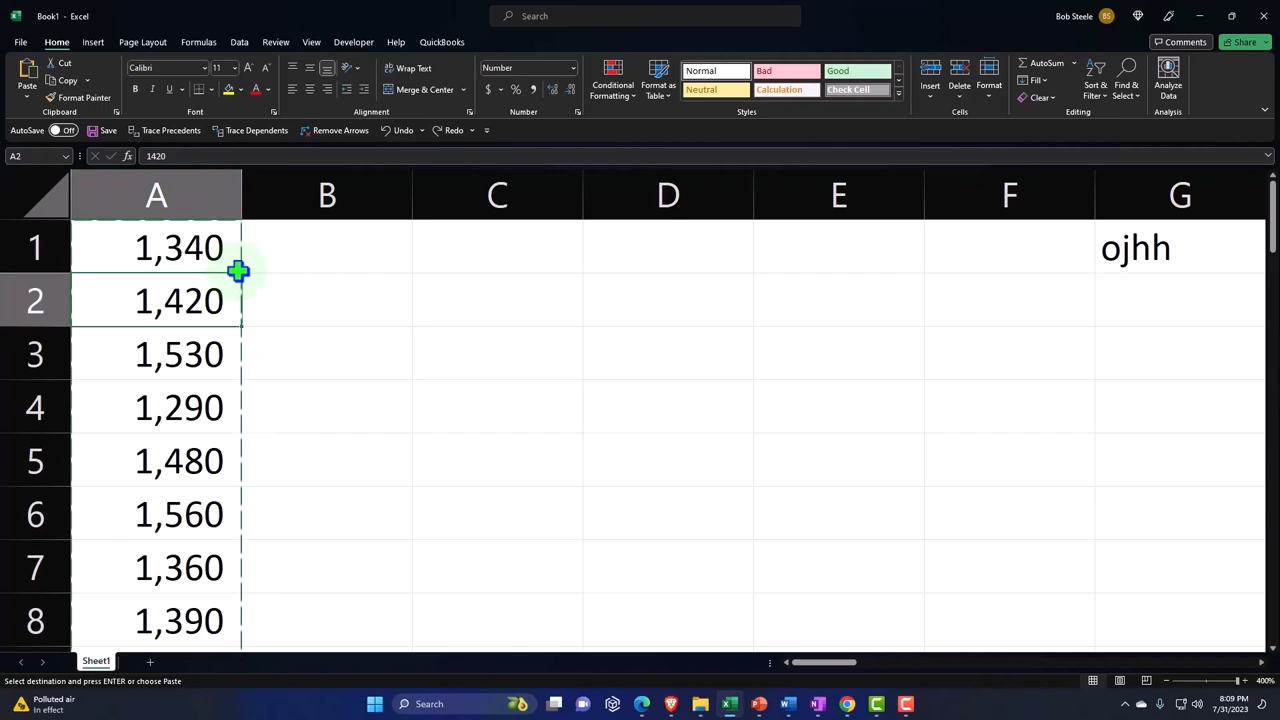 Book1 - Excel
Search
Bob Steele BS
File Home Insert Page Layout Formulas Data Review View Developer Help QuickBooks
Comments Share
Paste
Cut
Copy
Format Painter
Clipboard
Calibri 11
B I U
Font
Wrap Text
Merge & Center
Alignment
Number
$ % 9
Number
Conditional Formatting
Format as Table
Normal Bad Good
Neutral Calculation Check Cell
Styles
Insert Delete Format
Cells
AutoSum
Fill
Clear
Sort & Filter
Find & Select
Editing
Analyze Data
Analysis
AutoSave Off Save Trace Precedents Trace Dependents Remove Arrows Undo Redo
A2 fx 1420
A B C D E F G
1 1,340 ojhh
2 1,420
3 1,530
4 1,290
5 1,480
6 1,560
7 1,360
8 1,390
Sheet1
Select destination and press ENTER or choose Paste
400%
Polluted air
In effect
Search
8:09 PM
7/31/2023